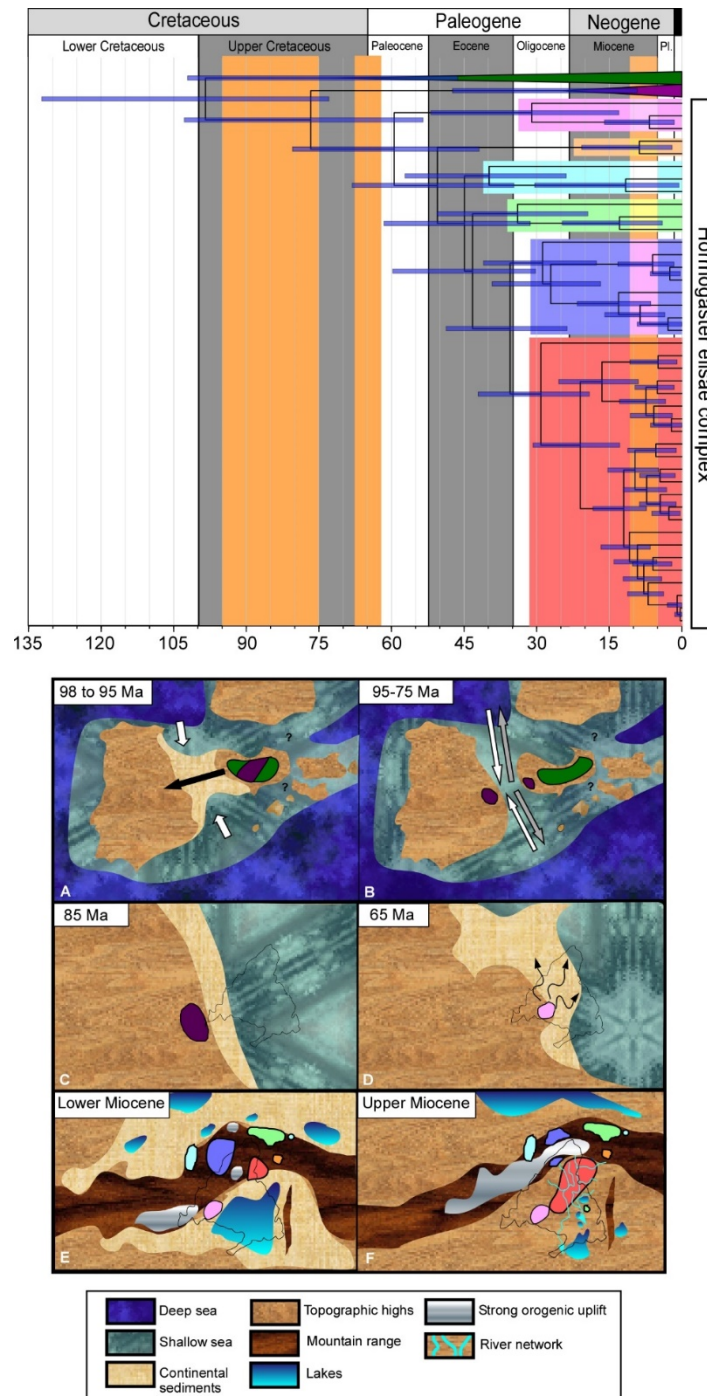 Cretaceous Paleogene Neogene
Lower Cretaceous Upper Cretaceous Paleocene Eocene Oligocene Miocene Pl.
Hormogaster elisae complex
135 120 105 90 75 60 45 30 15 0
98 to 95 Ma 95-75 Ma
? ?
? ?
A B
85 Ma 65 Ma
C D
Lower Miocene Upper Miocene
E F
Deep sea Topographic highs Strong orogenic uplift
Shallow sea Mountain range River network
Continental Lakes
sediments